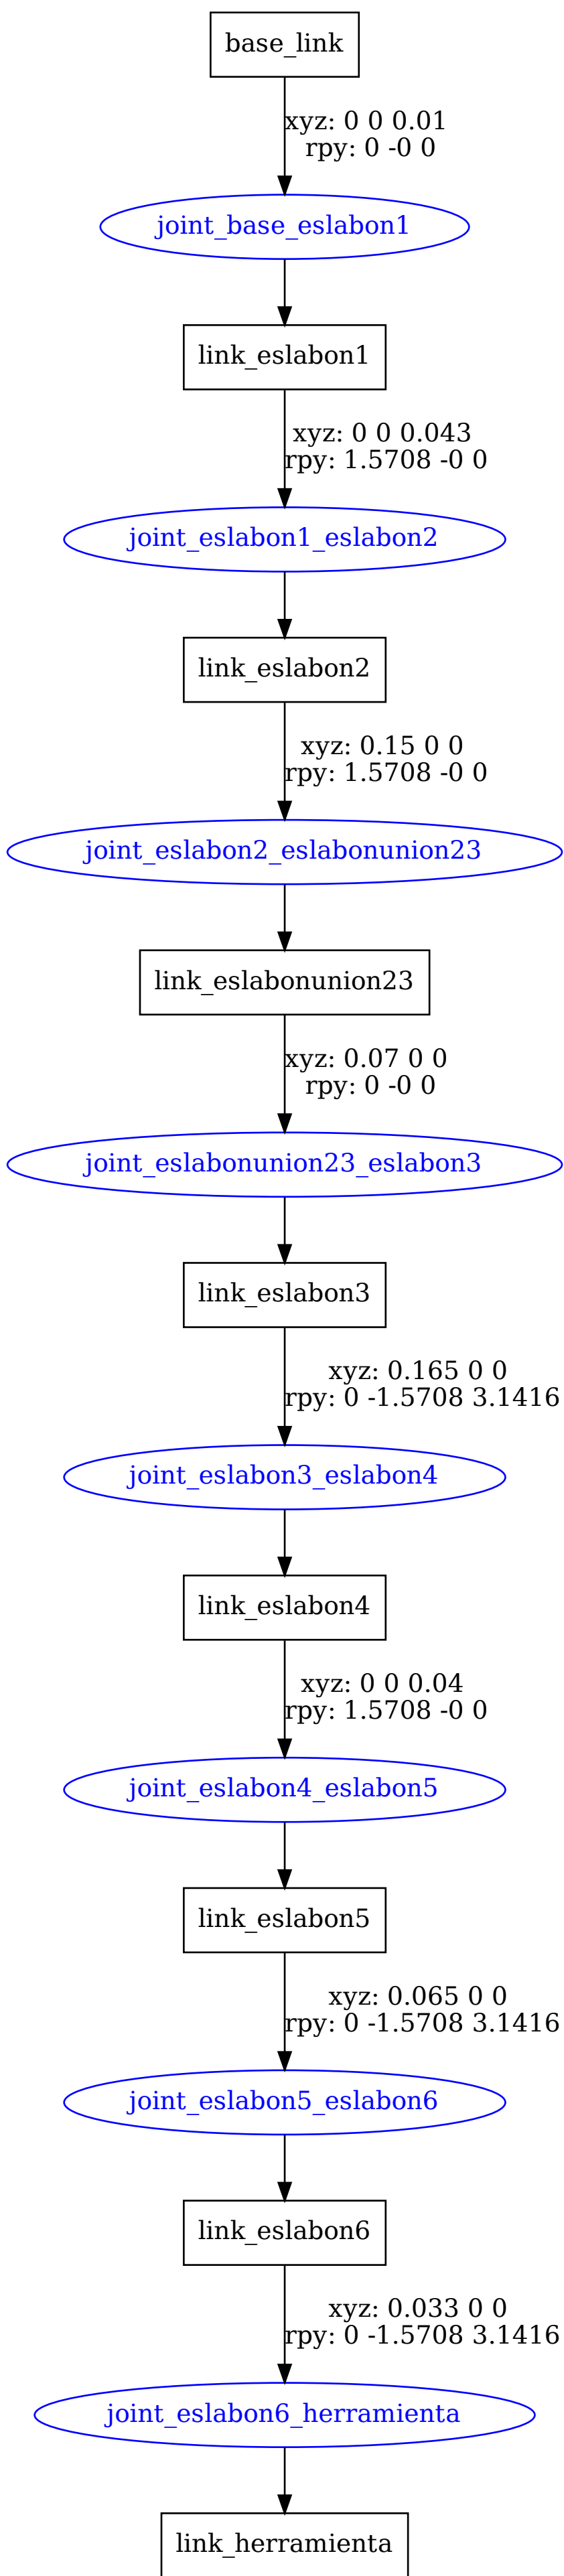 base_link
xyz: 0 0 0.01
rpy: 0 -0 0
joint_base_eslabon1
link_eslabon1
xyz: 0 0 0.043
rpy: 1.5708 -0 0
joint_eslabon1_eslabon2
link_eslabon2
xyz: 0.15 0 0
rpy: 1.5708 -0 0
joint_eslabon2_eslabonunion23
link_eslabonunion23
xyz: 0.07 0 0
rpy: 0 -0 0
joint_eslabonunion23_eslabon3
link_eslabon3
xyz: 0.165 0 0
rpy: 0 -1.5708 3.1416
joint_eslabon3_eslabon4
link_eslabon4
xyz: 0 0 0.04
rpy: 1.5708 -0 0
joint_eslabon4_eslabon5
link_eslabon5
xyz: 0.065 0 0
rpy: 0 -1.5708 3.1416
joint_eslabon5_eslabon6
link_eslabon6
xyz: 0.033 0 0
rpy: 0 -1.5708 3.1416
joint_eslabon6_herramienta
link_herramienta